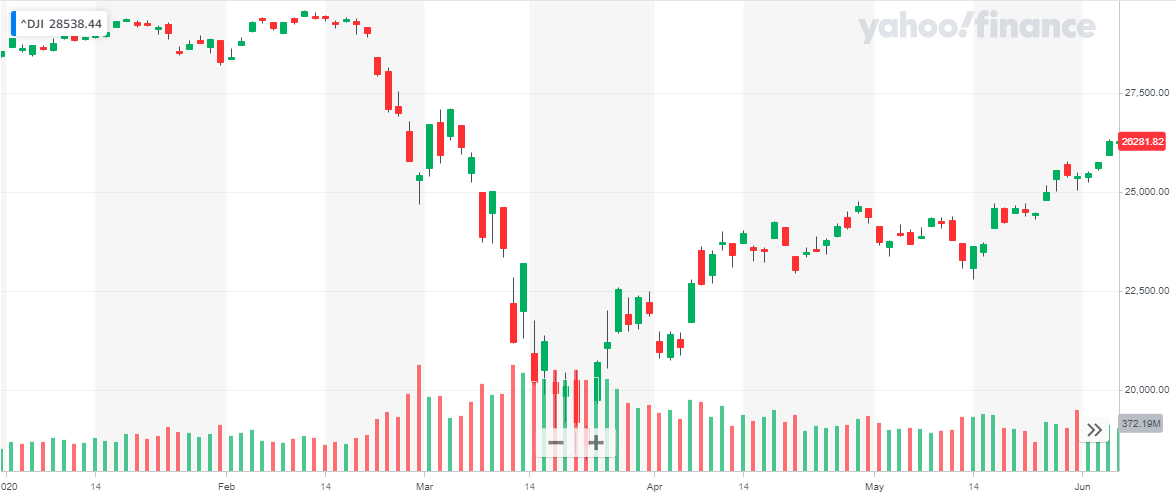 ^DJI 28538.44
yahoo!finance
27,500.00
26281.82
25,000.00
22,500.00
20,000.00
372.19M
020 14 Feb 14 Mar 14 Apr 14 May 14 Jun